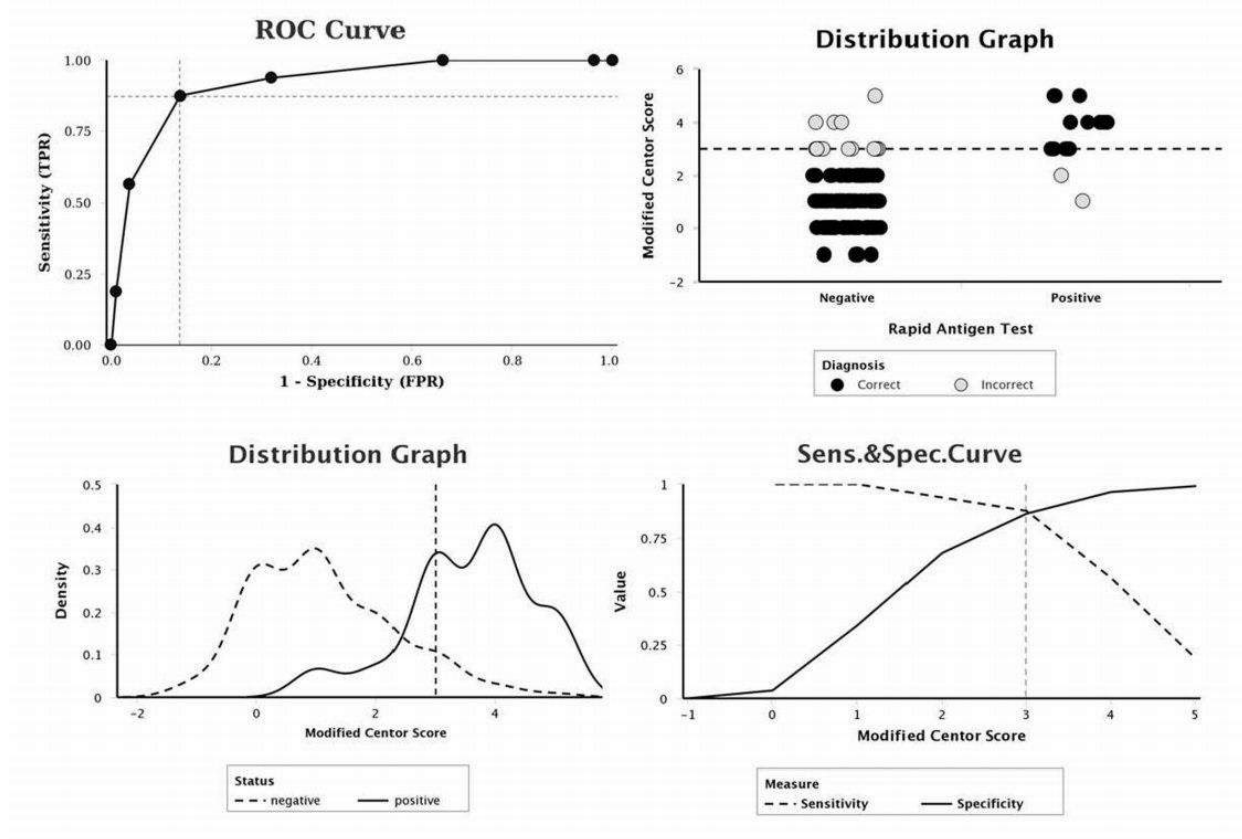 ROC Curve
1.00
0.75
0.50
0.25
0.00
Sensitivity (TPR)
0.0 0.2 0.4 0.6 0.8 1.0
1 - Specificity (FPR)
Distribution Graph
6
4
2
0
-2
Modified Centor Score
Negative Positive
Rapid Antigen Test
Diagnosis
Correct Incorrect
Distribution Graph
0.5
0.4
0.3
0.2
0.1
0
Density
-2 0 2 4
Modified Centor Score
Status
negative positive
Sens.&Spec.Curve
1
0.75
0.5
0.25
0
Value
-1 0 1 2 3 4 5
Modified Centor Score
Measure
Sensitivity Specificity